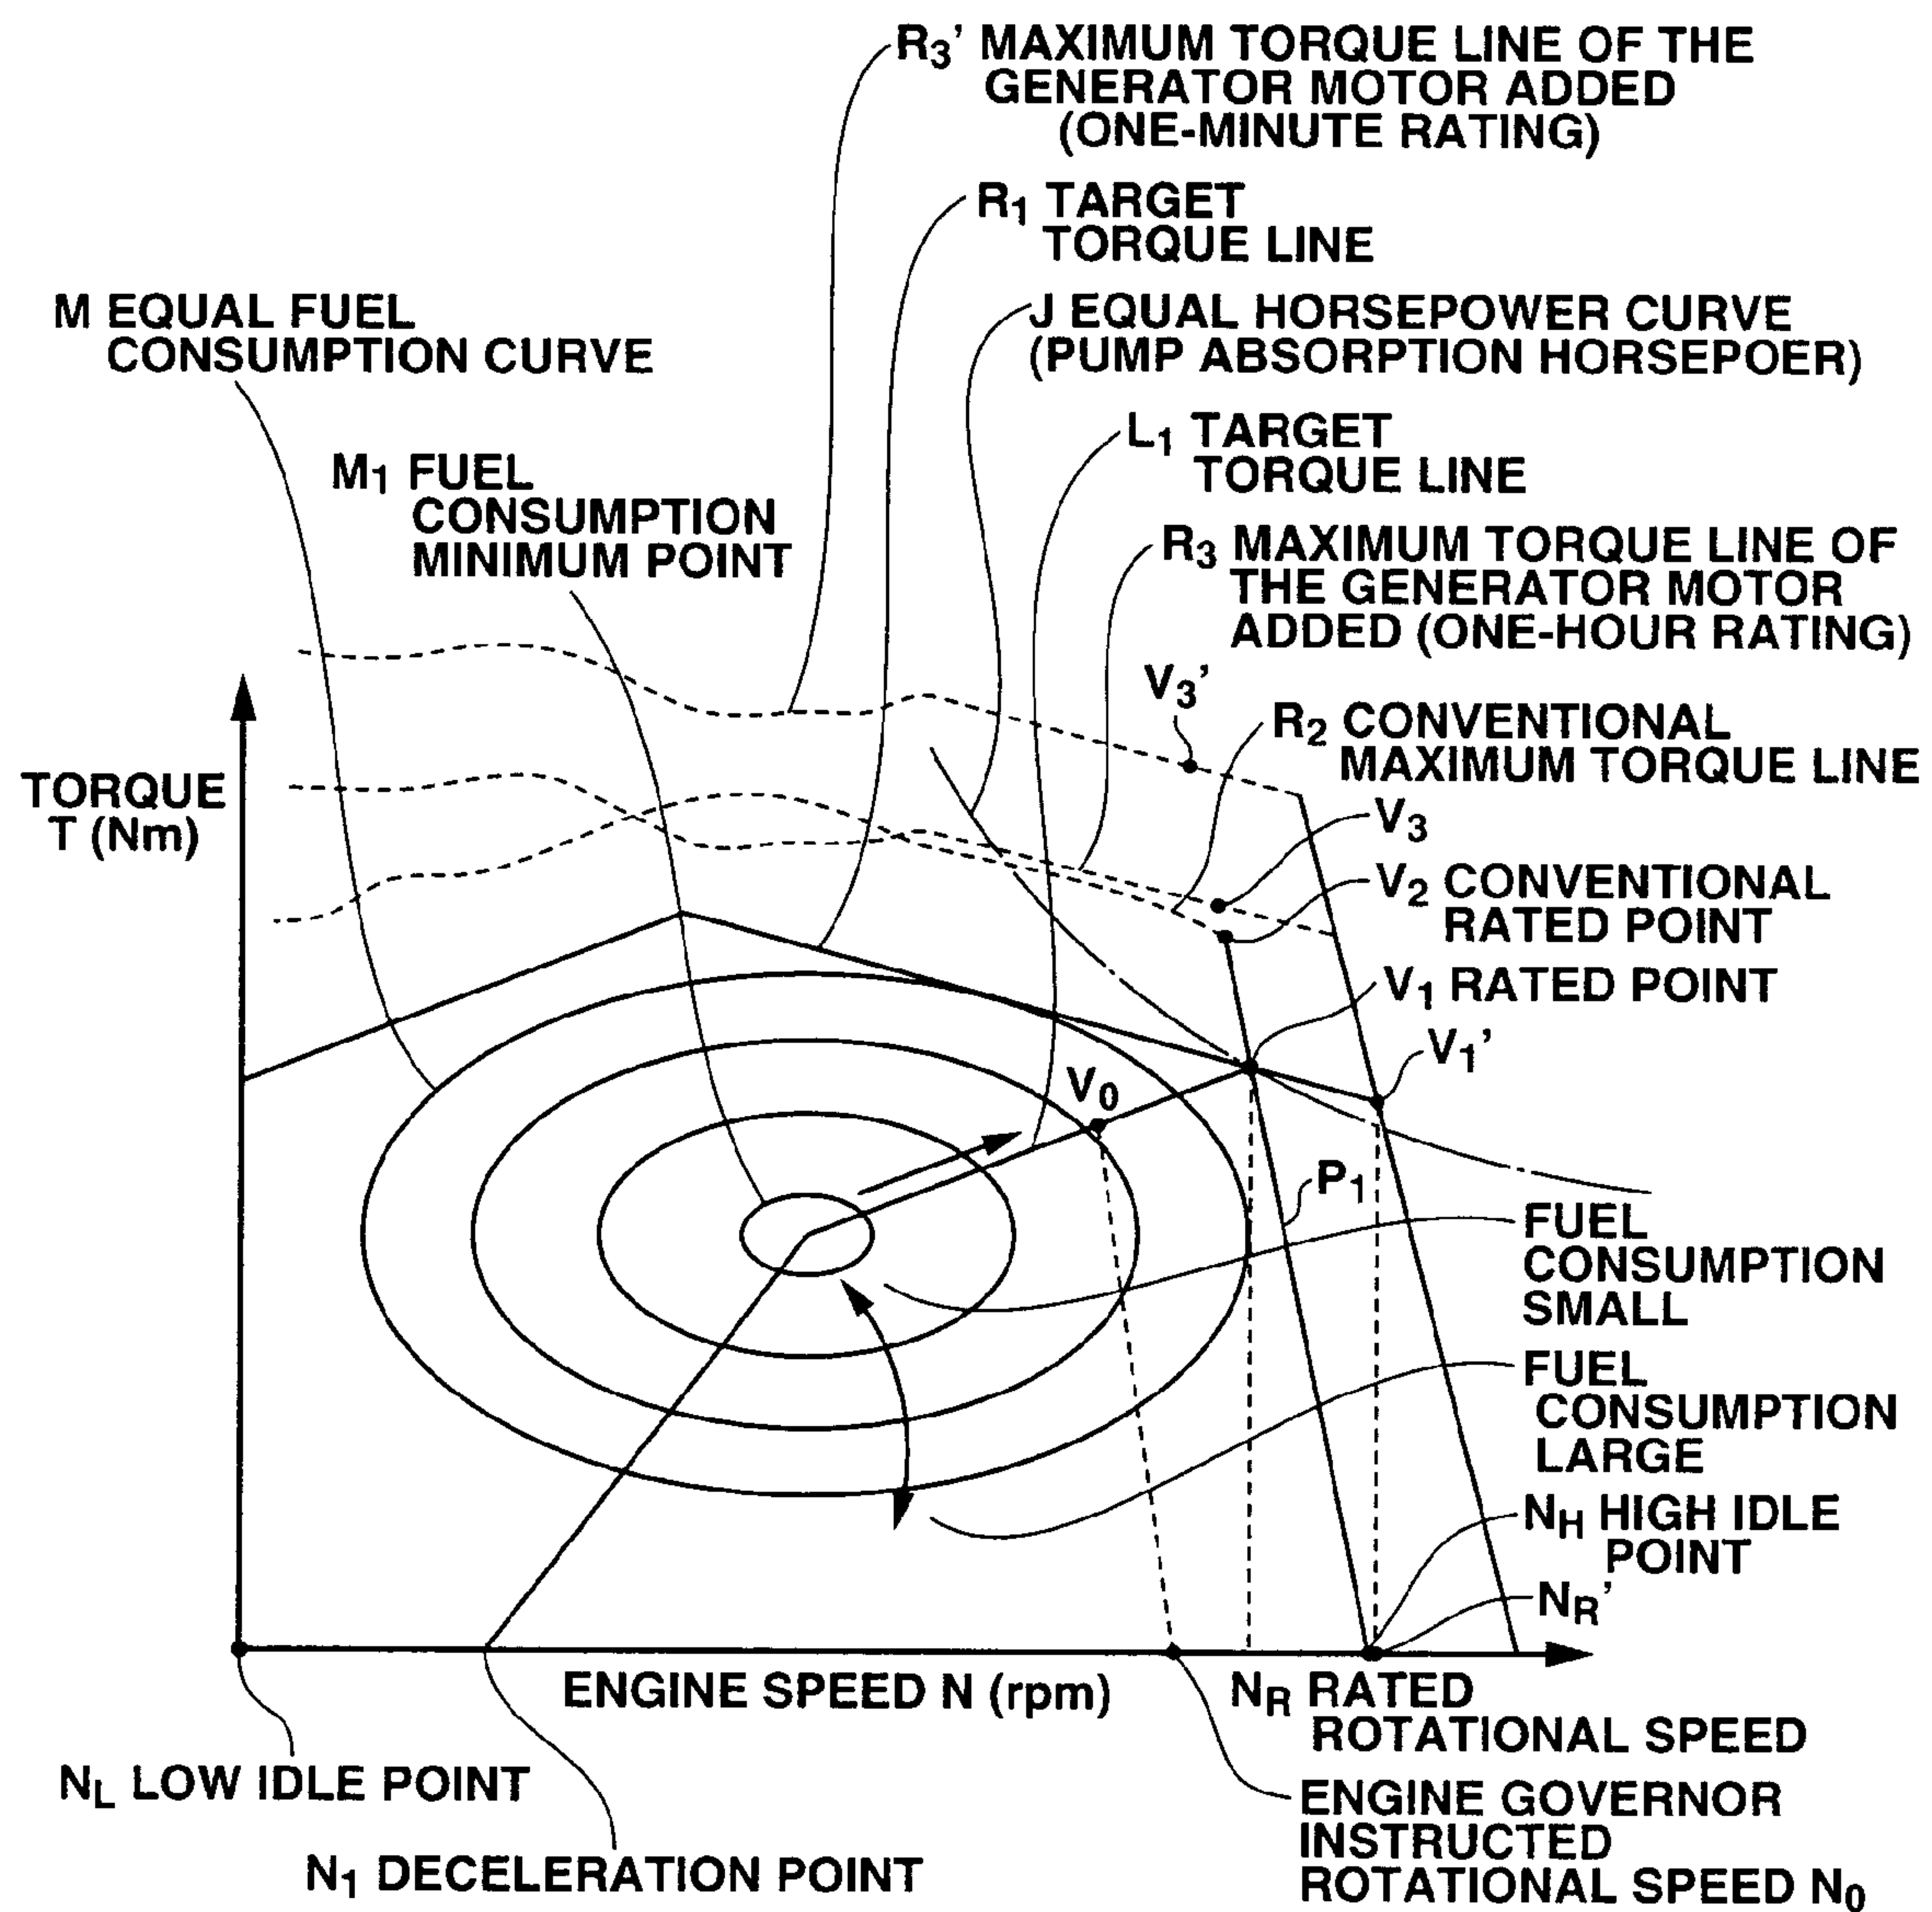 R3' MAXIMUM TORQUE LINE OF THE
GENERATOR MOTOR ADDED
(ONE-MINUTE RATING)
R1 TARGET
TORQUE LINE
M EQUAL FUEL
CONSUMPTION CURVE
J EQUAL HORSEPOWER CURVE
(PUMP ABSORPTION HORSEPOER)
L1 TARGET
TORQUE LINE
M1 FUEL
CONSUMPTION
MINIMUM POINT
R3 MAXIMUM TORQUE LINE OF
THE GENERATOR MOTOR
ADDED (ONE-HOUR RATING)
V3'
R2 CONVENTIONAL
MAXIMUM TORQUE LINE
TORQUE
T (Nm)
V3
V2 CONVENTIONAL
RATED POINT
V1 RATED POINT
V1'
V0
P1
FUEL
CONSUMPTION
SMALL
FUEL
CONSUMPTION
LARGE
NH HIGH IDLE
POINT
NR'
ENGINE SPEED N (rpm)
NR RATED
ROTATIONAL SPEED
NL LOW IDLE POINT
N1 DECELERATION POINT
ENGINE GOVERNOR
INSTRUCTED
ROTATIONAL SPEED N0